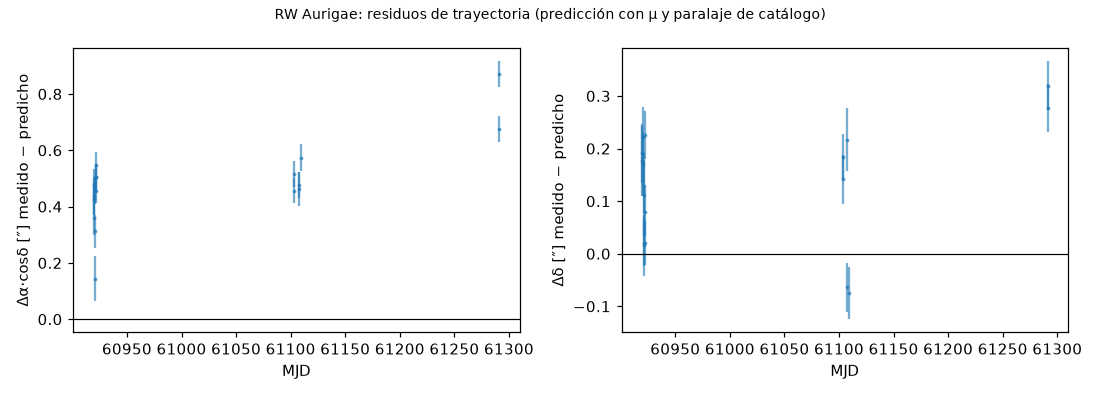 RW Aurigae: residuos de trayectoria (predicción con μ y paralaje de catálogo)
Δα·cosδ [″] medido − predicho
0.8
0.6
0.4
0.2
0.0
60950 61000 61050 61100 61150 61200 61250 61300
MJD
Δδ [″] medido − predicho
0.3
0.2
0.1
0.0
−0.1
60950 61000 61050 61100 61150 61200 61250 61300
MJD